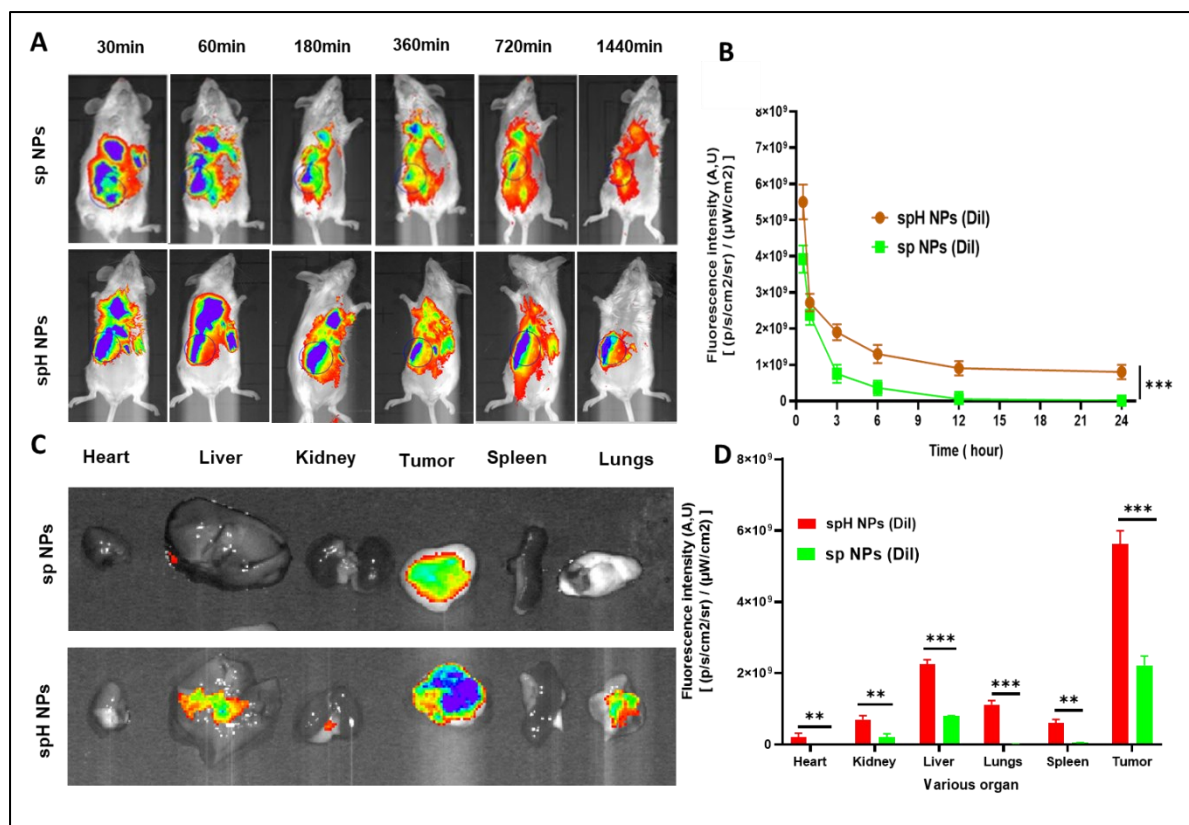 A
30min 60min 180min 360min 720min 1440min
sp NPs
spH NPs
B
Fluorescence intensity (A,U)
[ (p/s/cm2/sr) / (µW/cm2) ]
8×10⁹
7×10⁹
6×10⁹
5×10⁹
4×10⁹
3×10⁹
2×10⁹
1×10⁹
0
spH NPs (Dil)
sp NPs (Dil)
***
0 3 6 9 12 15 18 21 24
Time ( hour)
C
Heart Liver Kidney Tumor Spleen Lungs
sp NPs
spH NPs
D
Fluorescence intensity (A,U)
[ (p/s/cm2/sr) / (µW/cm2) ]
8×10⁹
6×10⁹
4×10⁹
2×10⁹
0
spH NPs (Dil)
sp NPs (Dil)
** ** *** *** ** ***
Heart Kidney Liver Lungs Spleen Tumor
Various organ